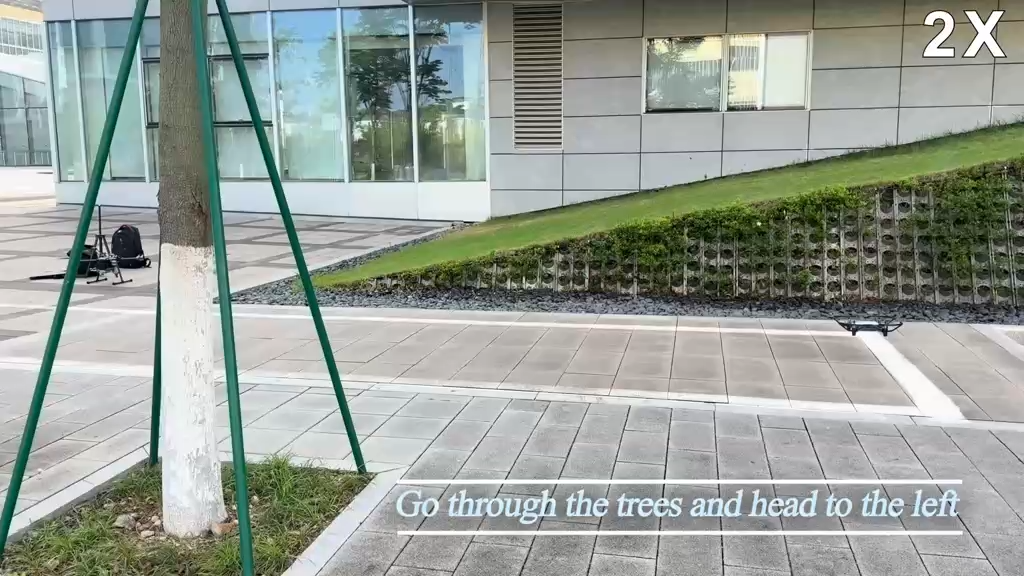 2X
Go through the trees and head to the left